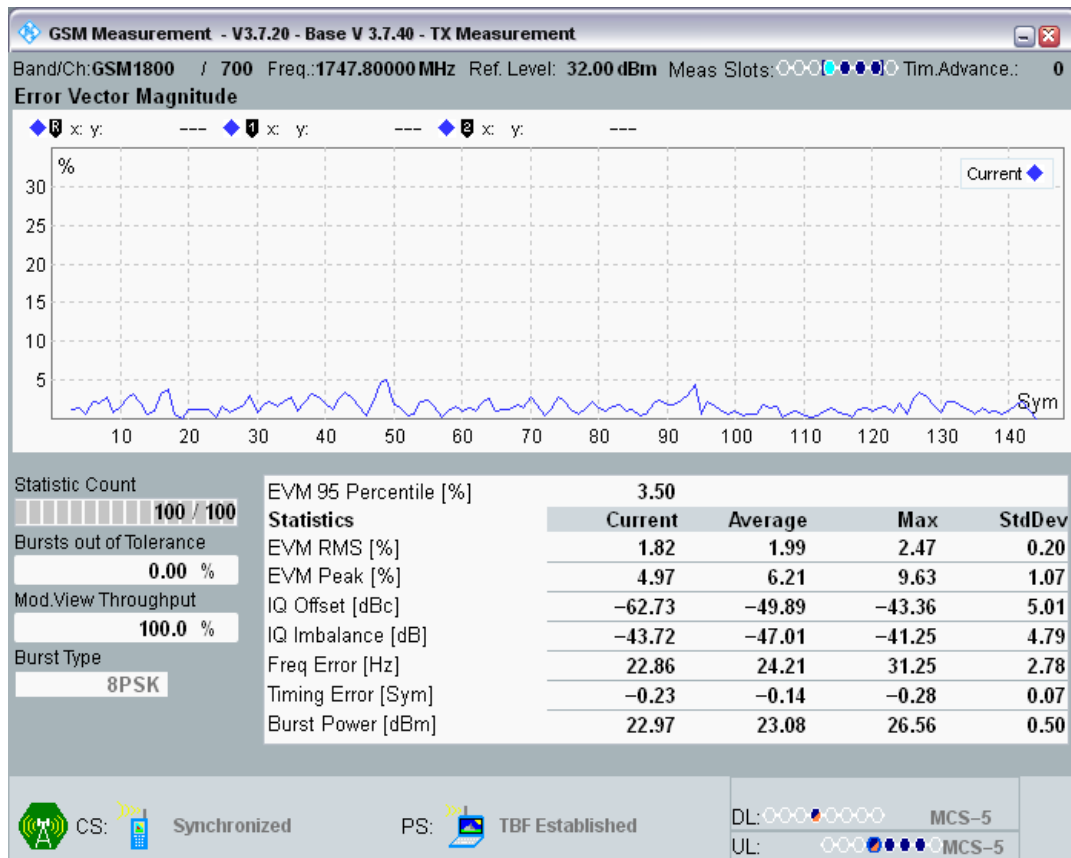 GSM Measurement - V3.7.20 - Base V 3.7.40 - TX Measurement
Band/Ch:GSM1800 / 700 Freq.:1747.80000 MHz Ref. Level: 32.00 dBm Meas Slots: Tim.Advance.: 0
Error Vector Magnitude
R x: y: --- 1 x: y: --- 2 x: y: ---
%
Current
30
25
20
15
10
5
Sym
10 20 30 40 50 60 70 80 90 100 110 120 130 140
Statistic Count
100 / 100
Bursts out of Tolerance
0.00 %
Mod.View Throughput
100.0 %
Burst Type
8PSK
EVM 95 Percentile [%] 3.50
Statistics Current Average Max StdDev
EVM RMS [%] 1.82 1.99 2.47 0.20
EVM Peak [%] 4.97 6.21 9.63 1.07
IQ Offset [dBc] −62.73 −49.89 −43.36 5.01
IQ Imbalance [dB] −43.72 −47.01 −41.25 4.79
Freq Error [Hz] 22.86 24.21 31.25 2.78
Timing Error [Sym] −0.23 −0.14 −0.28 0.07
Burst Power [dBm] 22.97 23.08 26.56 0.50
CS: Synchronized PS: TBF Established
DL: MCS−5
UL: MCS−5